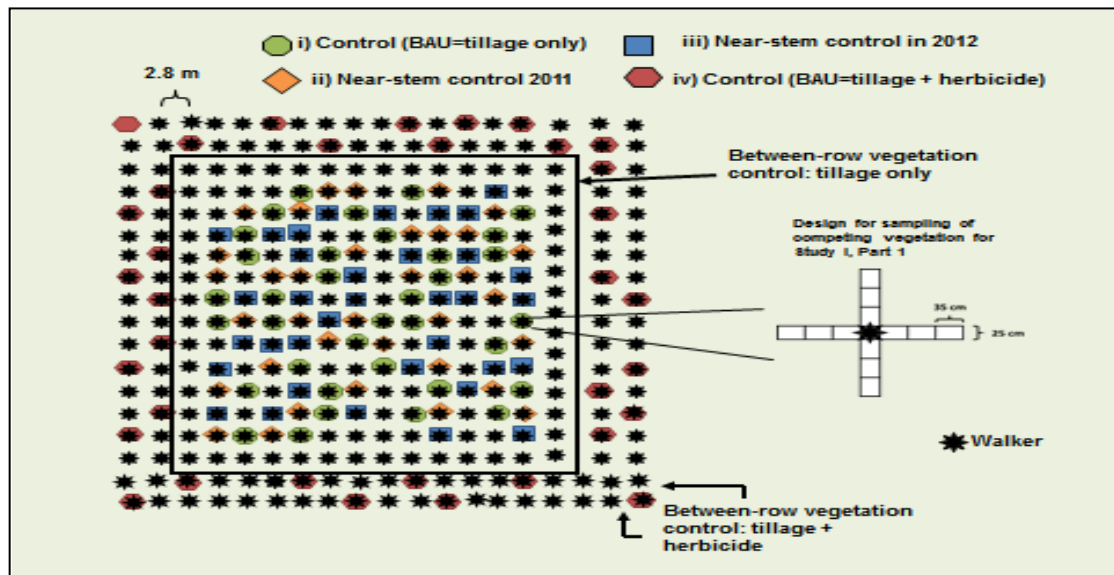 i) Control (BAU=tillage only)
iii) Near-stem control in 2012
2.8 m
ii) Near-stem control 2011
iv) Control (BAU=tillage + herbicide)
Between-row vegetation
control: tillage only
Design for sampling of
competing vegetation for
Study I, Part 1
35 cm
25 cm
Walker
Between-row vegetation
control: tillage +
herbicide